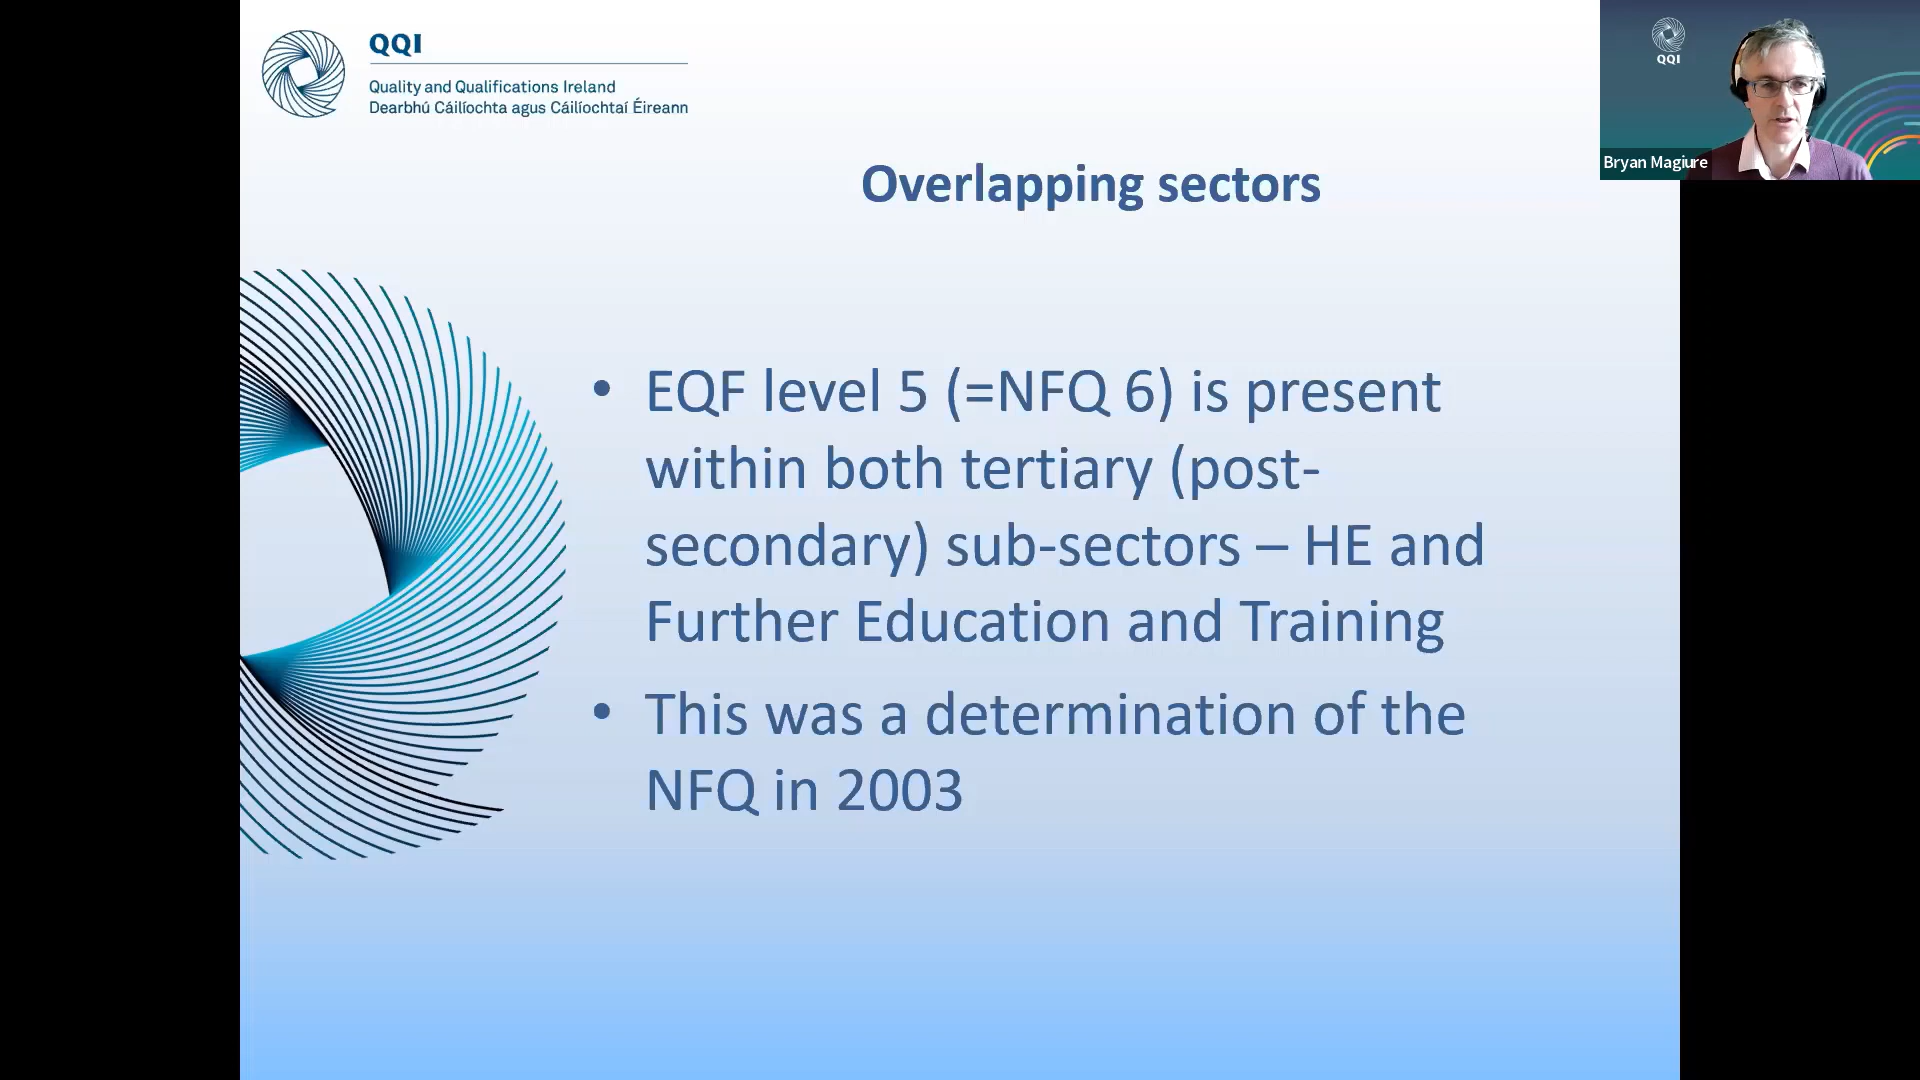 QQI
Quality and Qualifications Ireland
Dearbhú Cáilíochta agus Cáilíochtaí Éireann
QQI
Bryan Magiure
Overlapping sectors
• EQF level 5 (=NFQ 6) is present
within both tertiary (post-
secondary) sub-sectors – HE and
Further Education and Training
• This was a determination of the
NFQ in 2003